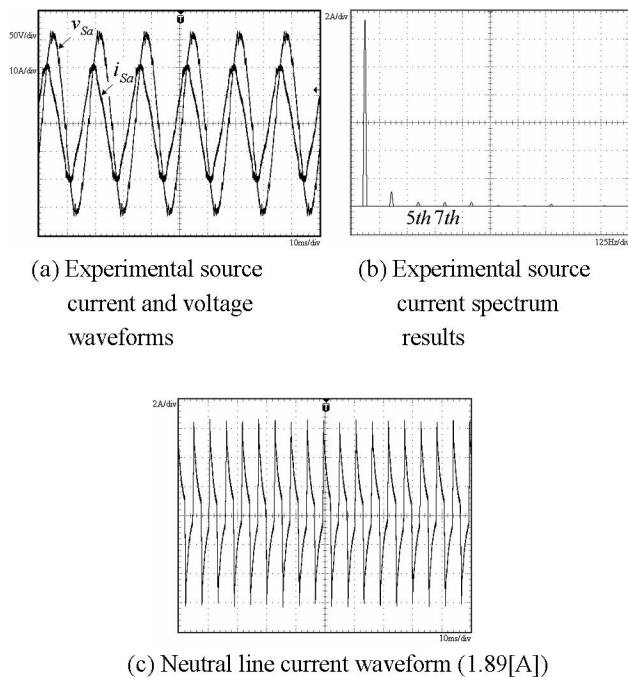 T
50V/div
v_Sa
10A/div
i_Sa
10ms/div
2A/div
5th 7th
125Hz/div
(a) Experimental source
current and voltage
waveforms
(b) Experimental source
current spectrum
results
2A/div
T
10ms/div
(c) Neutral line current waveform (1.89[A])